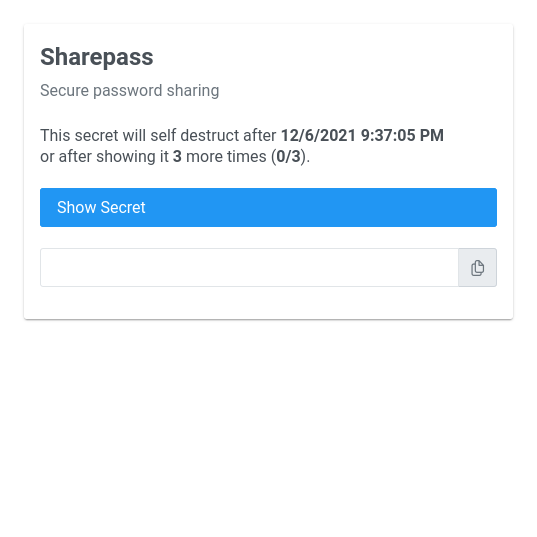 Sharepass
Secure password sharing
This secret will self destruct after 12/6/2021 9:37:05 PM
or after showing it 3 more times (0/3).
Show Secret